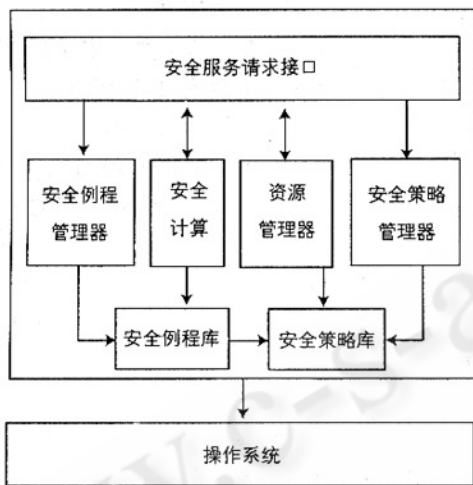 安全服务请求接口
安全例程
管理器
安全
计算
资源
管理器
安全策略
管理器
安全例程库
安全策略库
操作系统